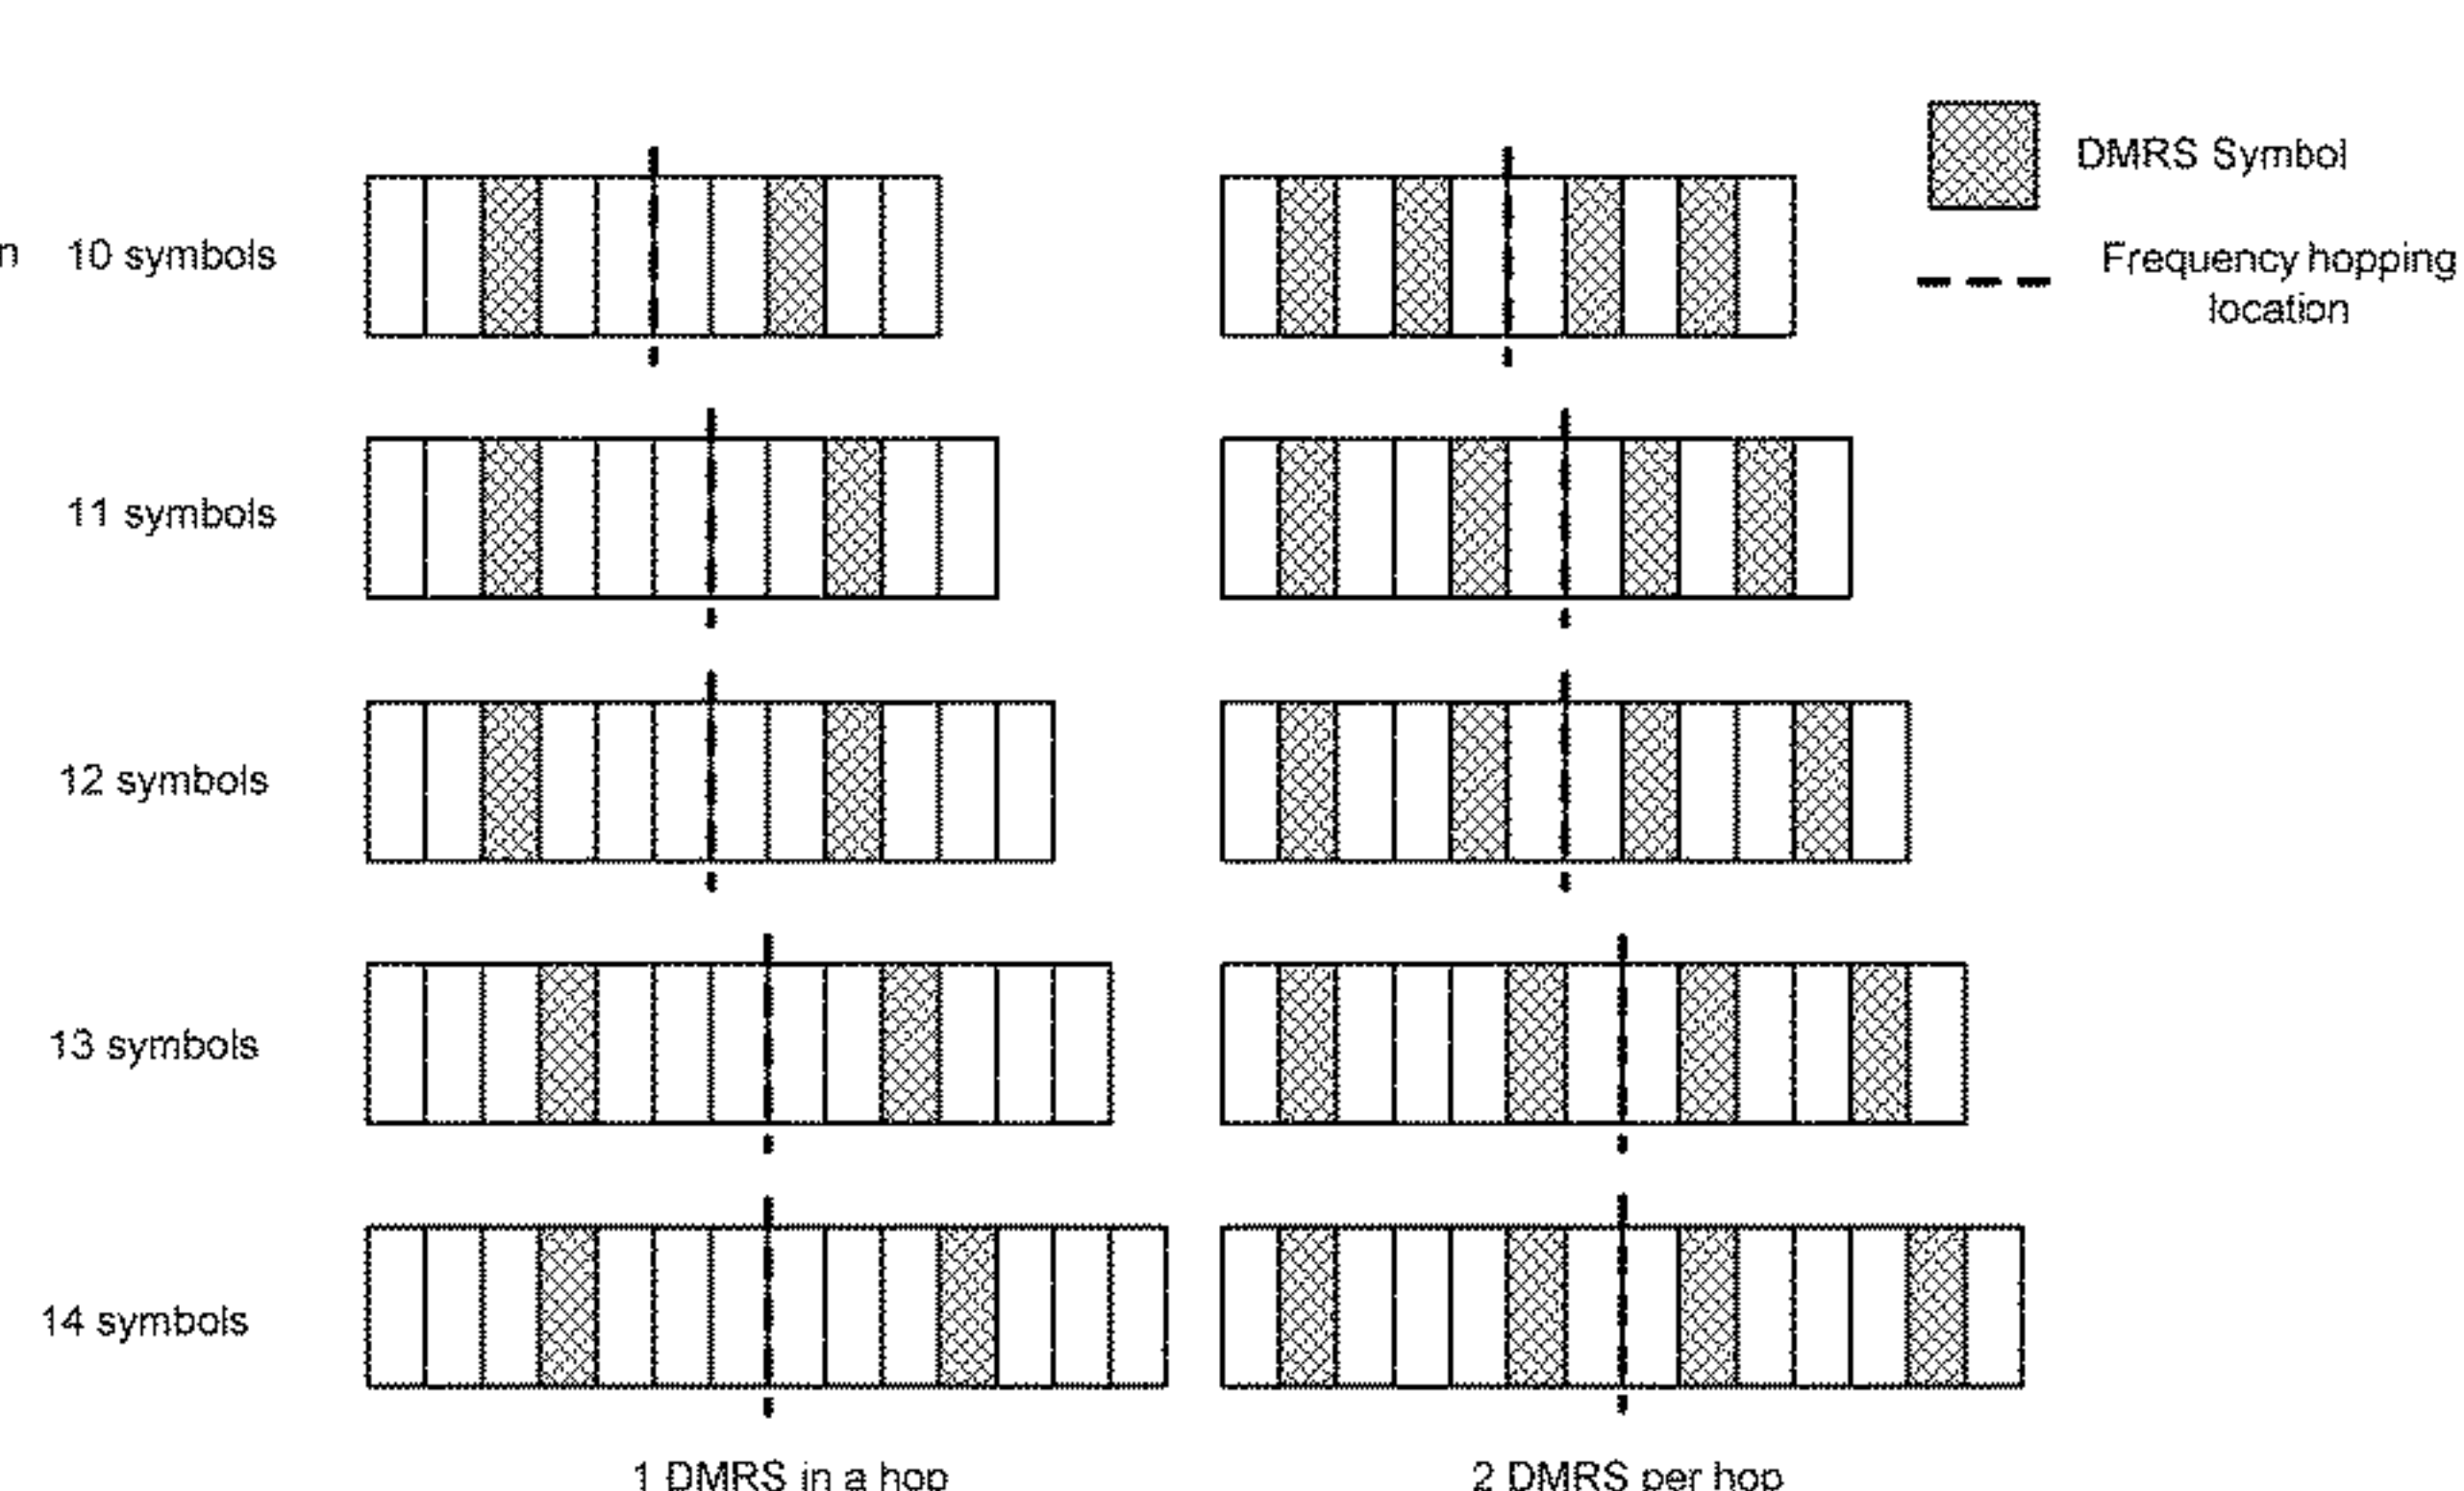 DMRS Symbol
Frequency hopping
location
n 10 symbols
11 symbols
12 symbols
13 symbols
14 symbols
1 DMRS in a hop
2 DMRS per hop